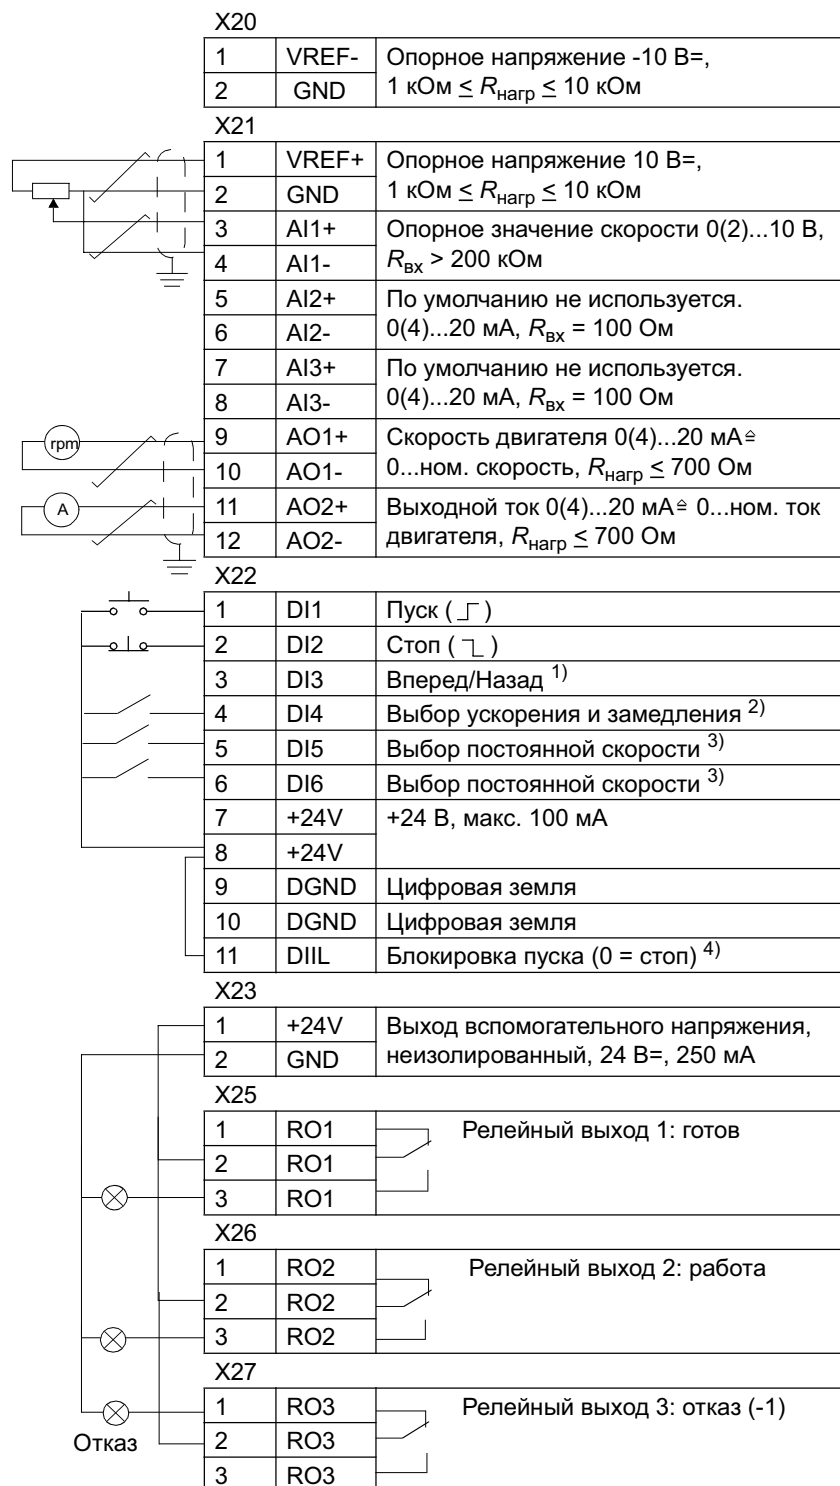 X20
1 VREF- Опорное напряжение -10 В=,
2 GND 1 кОм ≤ Rнагр ≤ 10 кОм
X21
1 VREF+ Опорное напряжение 10 В=,
2 GND 1 кОм ≤ Rнагр ≤ 10 кОм
3 AI1+ Опорное значение скорости 0(2)...10 В,
4 AI1- Rвх > 200 кОм
5 AI2+ По умолчанию не используется.
6 AI2- 0(4)...20 мА, Rвх = 100 Ом
7 AI3+ По умолчанию не используется.
8 AI3- 0(4)...20 мА, Rвх = 100 Ом
rpm 9 AO1+ Скорость двигателя 0(4)...20 мА≙
10 AO1- 0...ном. скорость, Rнагр ≤ 700 Ом
A 11 AO2+ Выходной ток 0(4)...20 мА≙ 0...ном. ток
12 AO2- двигателя, Rнагр ≤ 700 Ом
X22
1 DI1 Пуск ( )
2 DI2 Стоп ( )
3 DI3 Вперед/Назад 1)
4 DI4 Выбор ускорения и замедления 2)
5 DI5 Выбор постоянной скорости 3)
6 DI6 Выбор постоянной скорости 3)
7 +24V +24 В, макс. 100 мА
8 +24V
9 DGND Цифровая земля
10 DGND Цифровая земля
11 DIIL Блокировка пуска (0 = стоп) 4)
X23
1 +24V Выход вспомогательного напряжения,
2 GND неизолированный, 24 В=, 250 мА
X25
1 RO1 Релейный выход 1: готов
2 RO1
3 RO1
X26
1 RO2 Релейный выход 2: работа
2 RO2
3 RO2
X27
1 RO3 Релейный выход 3: отказ (-1)
Отказ 2 RO3
3 RO3